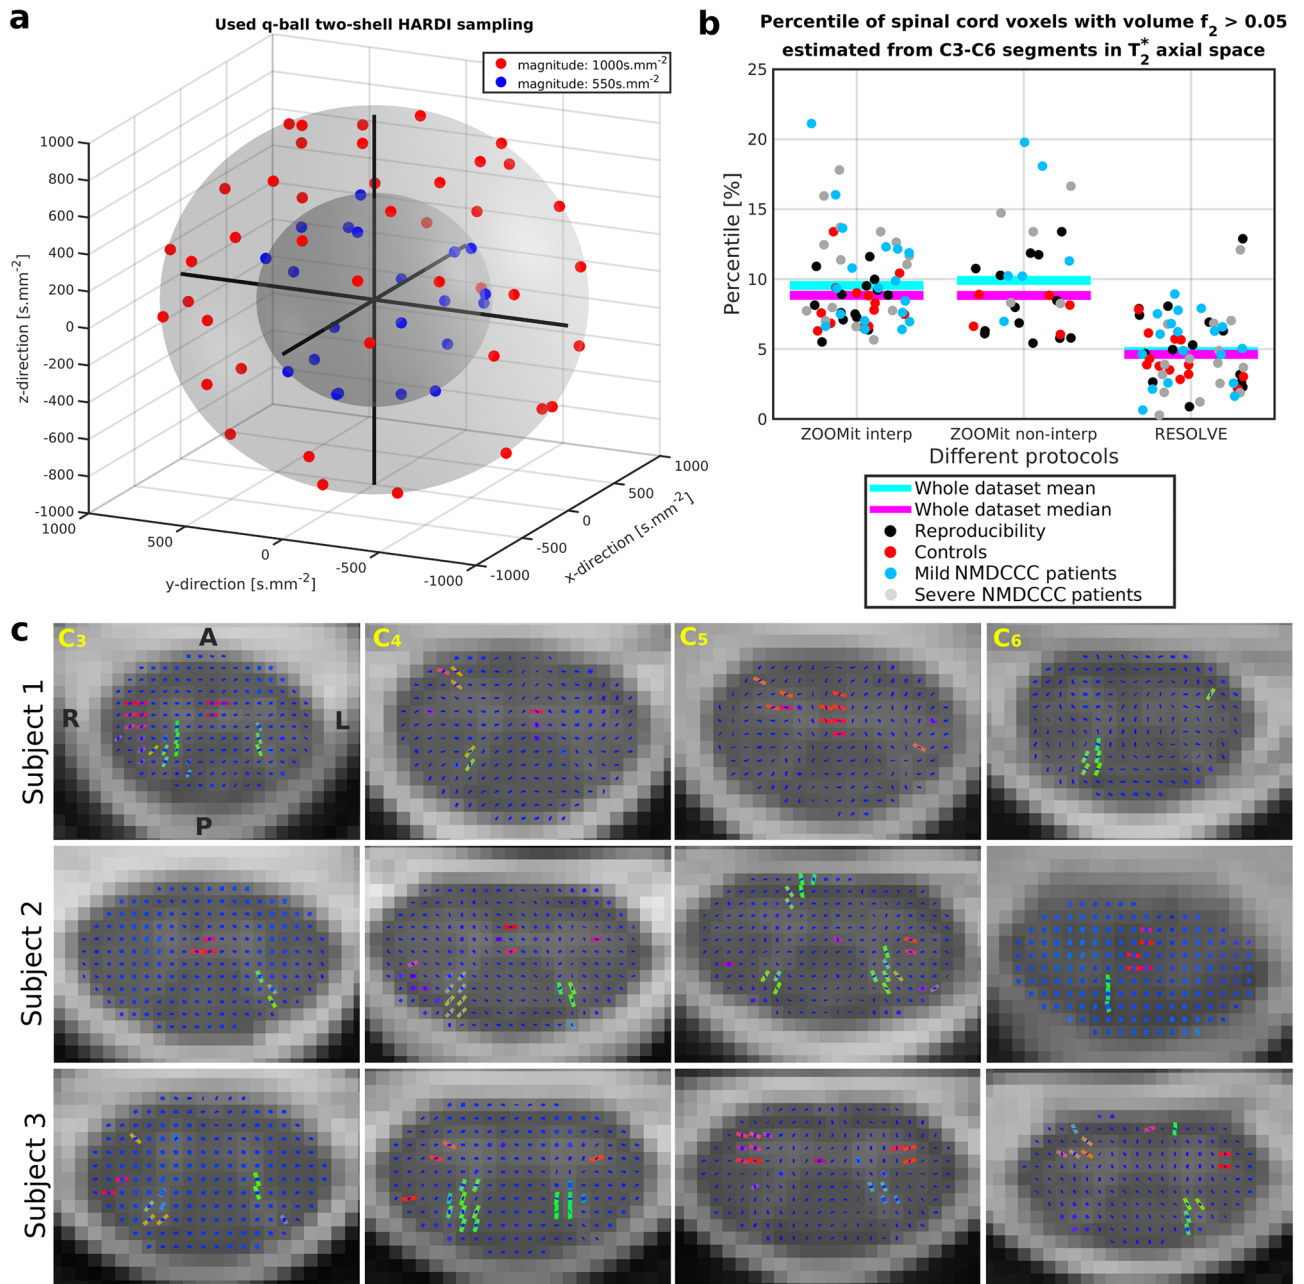 a
Used q-ball two-shell HARDI sampling
magnitude: 1000s.mm-2
magnitude: 550s.mm-2
1000
800
600
400
200
0
-200
-400
-600
-800
-1000
z-direction [s.mm-2]
1000
500
0
-500
-1000
y-direction [s.mm-2]
-1000
-500
0
500
1000
x-direction [s.mm-2]
b
Percentile of spinal cord voxels with volume f2 > 0.05
estimated from C3-C6 segments in T2* axial space
25
20
15
10
5
0
Percentile [%]
ZOOMit interp
ZOOMit non-interp
RESOLVE
Different protocols
Whole dataset mean
Whole dataset median
Reproducibility
Controls
Mild NMDCCC patients
Severe NMDCCC patients
c
C3
A
R
L
P
C4
C5
C6
Subject 1
Subject 2
Subject 3